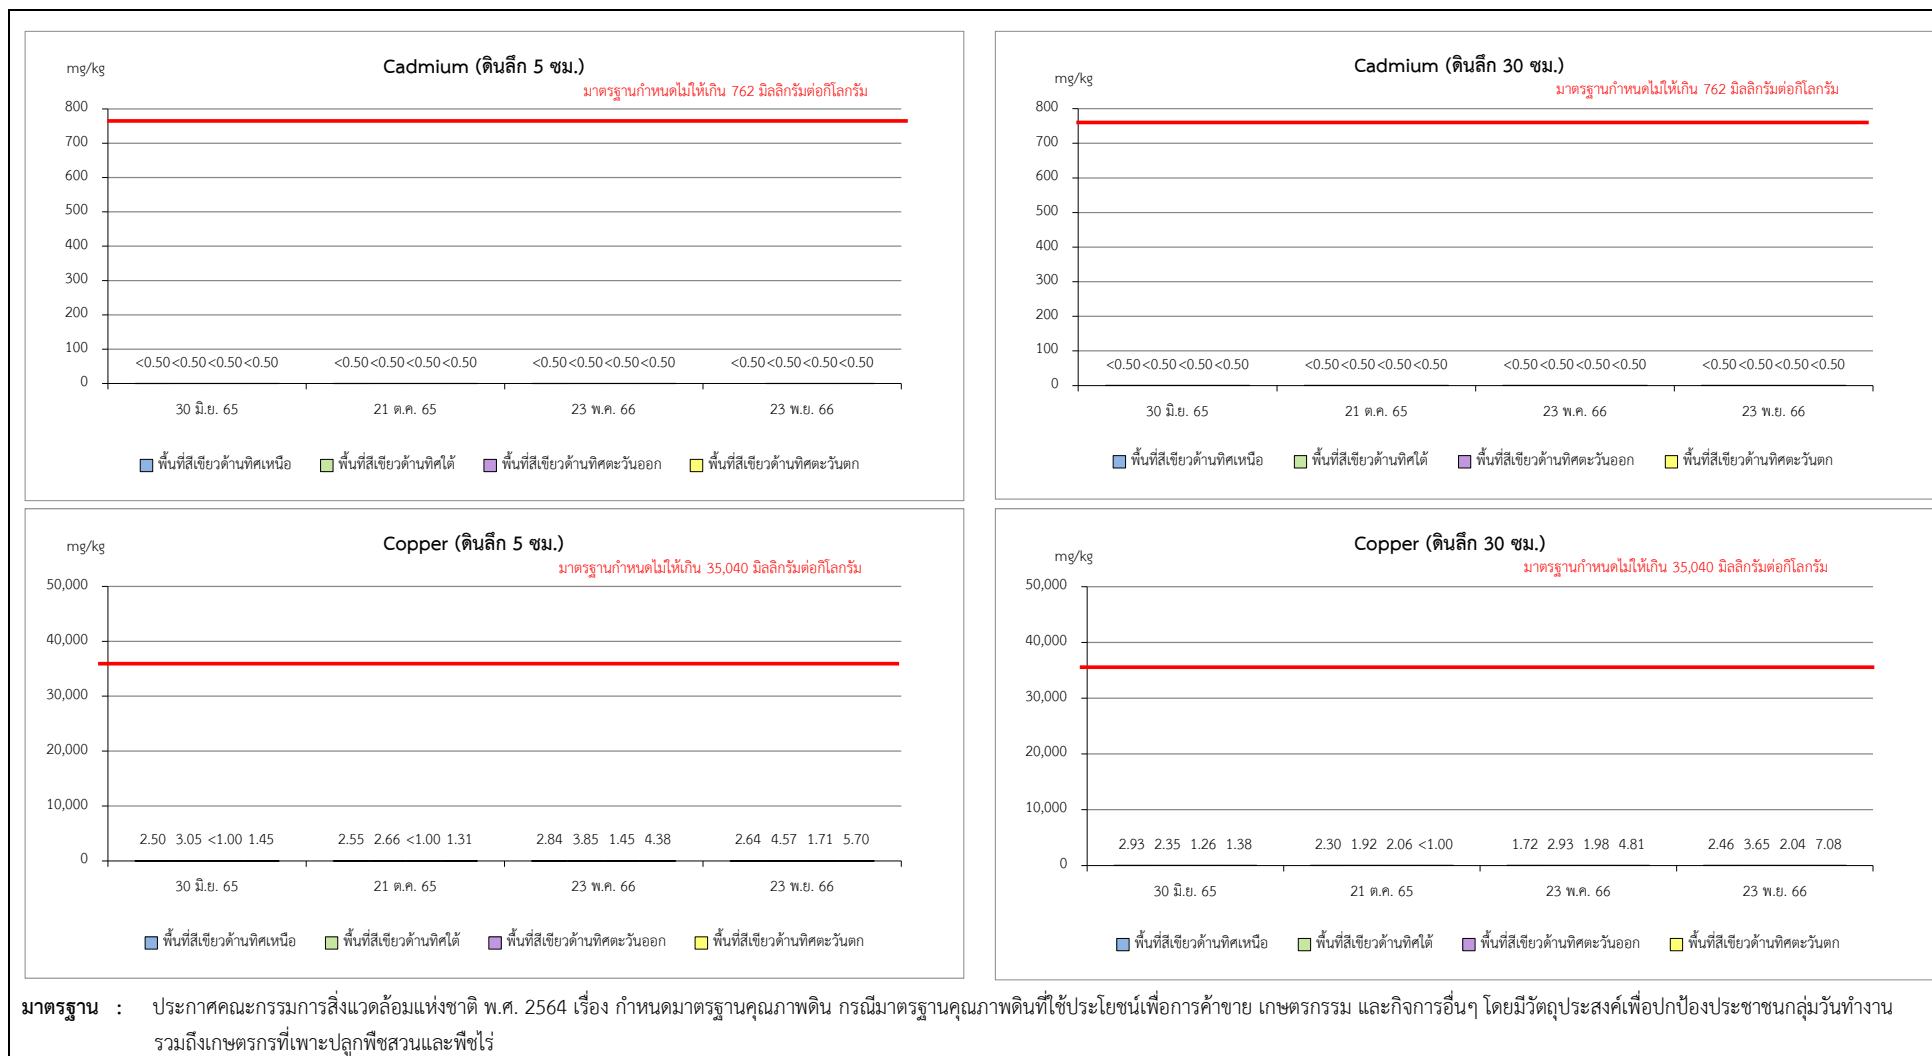 Cadmium (ดินลึก 5 ซม.)
mg/kg
มาตรฐานกำหนดไม่ให้เกิน 762 มิลลิกรัมต่อกิโลกรัม
800
700
600
500
400
300
200
100
0
<0.50 <0.50 <0.50 <0.50 <0.50 <0.50 <0.50 <0.50 <0.50 <0.50 <0.50 <0.50 <0.50 <0.50 <0.50 <0.50
30 มิ.ย. 65 21 ต.ค. 65 23 พ.ค. 66 23 พ.ย. 66
พื้นที่สีเขียวด้านทิศเหนือ พื้นที่สีเขียวด้านทิศใต้ พื้นที่สีเขียวด้านทิศตะวันออก พื้นที่สีเขียวด้านทิศตะวันตก
Cadmium (ดินลึก 30 ซม.)
mg/kg
มาตรฐานกำหนดไม่ให้เกิน 762 มิลลิกรัมต่อกิโลกรัม
800
700
600
500
400
300
200
100
0
<0.50 <0.50 <0.50 <0.50 <0.50 <0.50 <0.50 <0.50 <0.50 <0.50 <0.50 <0.50 <0.50 <0.50 <0.50 <0.50
30 มิ.ย. 65 21 ต.ค. 65 23 พ.ค. 66 23 พ.ย. 66
พื้นที่สีเขียวด้านทิศเหนือ พื้นที่สีเขียวด้านทิศใต้ พื้นที่สีเขียวด้านทิศตะวันออก พื้นที่สีเขียวด้านทิศตะวันตก
Copper (ดินลึก 5 ซม.)
mg/kg
มาตรฐานกำหนดไม่ให้เกิน 35,040 มิลลิกรัมต่อกิโลกรัม
50,000
40,000
30,000
20,000
10,000
0
2.50 3.05 <1.00 1.45 2.55 2.66 <1.00 1.31 2.84 3.85 1.45 4.38 2.64 4.57 1.71 5.70
30 มิ.ย. 65 21 ต.ค. 65 23 พ.ค. 66 23 พ.ย. 66
พื้นที่สีเขียวด้านทิศเหนือ พื้นที่สีเขียวด้านทิศใต้ พื้นที่สีเขียวด้านทิศตะวันออก พื้นที่สีเขียวด้านทิศตะวันตก
Copper (ดินลึก 30 ซม.)
mg/kg
มาตรฐานกำหนดไม่ให้เกิน 35,040 มิลลิกรัมต่อกิโลกรัม
50,000
40,000
30,000
20,000
10,000
0
2.93 2.35 1.26 1.38 2.30 1.92 2.06 <1.00 1.72 2.93 1.98 4.81 2.46 3.65 2.04 7.08
30 มิ.ย. 65 21 ต.ค. 65 23 พ.ค. 66 23 พ.ย. 66
พื้นที่สีเขียวด้านทิศเหนือ พื้นที่สีเขียวด้านทิศใต้ พื้นที่สีเขียวด้านทิศตะวันออก พื้นที่สีเขียวด้านทิศตะวันตก
มาตรฐาน : ประกาศคณะกรรมการสิ่งแวดล้อมแห่งชาติ พ.ศ. 2564 เรื่อง กำหนดมาตรฐานคุณภาพดิน กรณีมาตรฐานคุณภาพดินที่ใช้ประโยชน์เพื่อการค้าขาย เกษตรกรรม และกิจการอื่นๆ โดยมีวัตถุประสงค์เพื่อปกป้องประชาชนกลุ่มวันทำงาน
รวมถึงเกษตรกรที่เพาะปลูกพืชสวนและพืชไร่